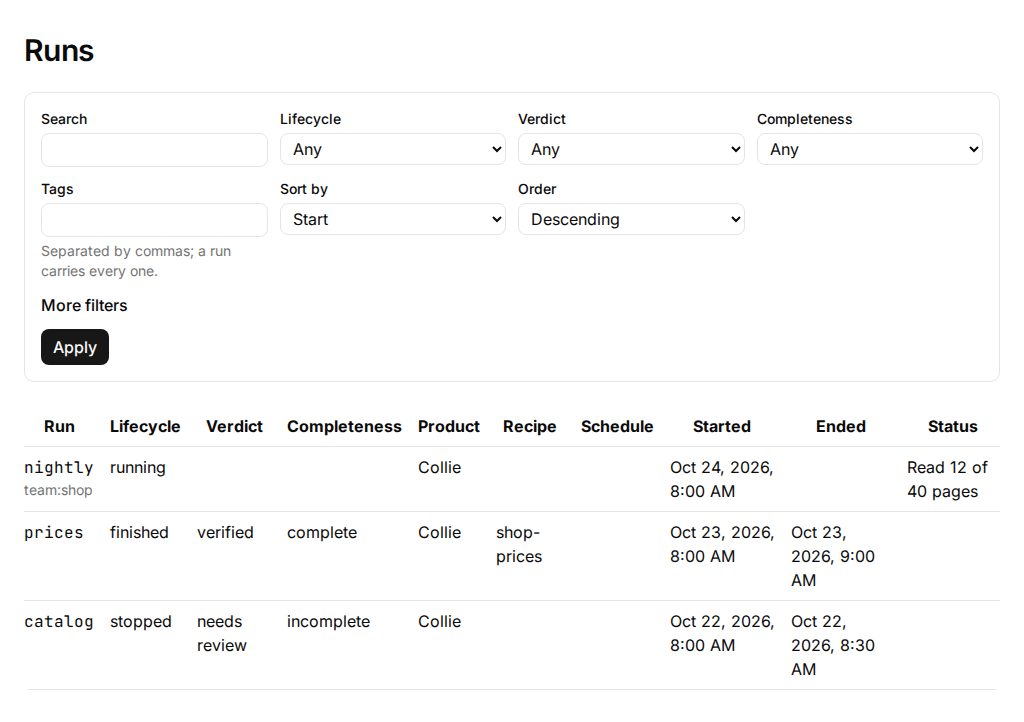 Runs
Search Lifecycle Verdict Completeness
Any Any Any
Tags Sort by Order
Start Descending
Separated by commas; a run
carries every one.
More filters
Apply
Run Lifecycle Verdict Completeness Product Recipe Schedule Started Ended Status
nightly running Collie Oct 24, 2026, Read 12 of
team:shop 8:00 AM 40 pages
prices finished verified complete Collie shop- Oct 23, 2026, Oct 23,
prices 8:00 AM 2026, 9:00
AM
catalog stopped needs incomplete Collie Oct 22, 2026, Oct 22,
review 8:00 AM 2026, 8:30
AM